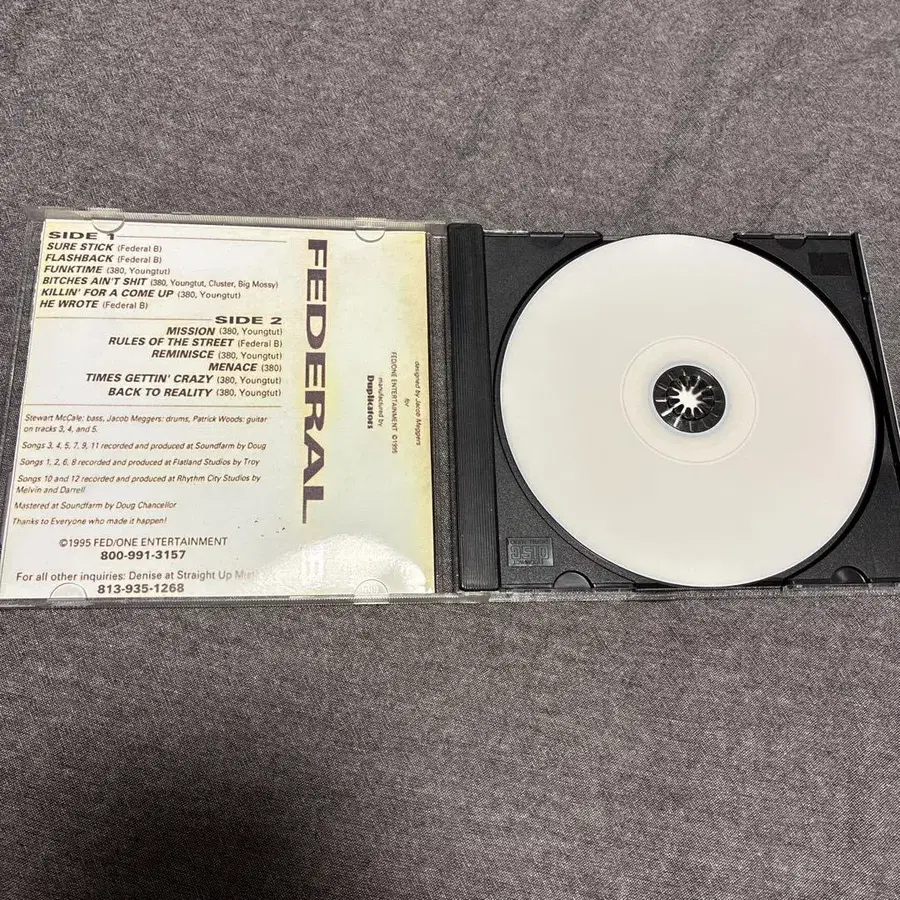 SIDE 1
SURE STICK (Federal B)
FLASHBACK (Federal B)
FUNKTIME (380, Youngtut)
BITCHES AIN'T SHIT (380, Youngtut, Cluster, Big Mossy)
KILLIN' FOR A COME UP (380, Youngtut)
HE WROTE (Federal B)
SIDE 2
MISSION (380, Youngtut)
RULES OF THE STREET (Federal B)
REMINISCE (380, Youngtut)
MENACE (380)
TIMES GETTIN' CRAZY (380, Youngtut)
BACK TO REALITY (380, Youngtut)
Stewart McCale: bass, Jacob Meggers: drums, Patrick Woods: guitar
on tracks 3, 4, and 5.
Songs 3, 4, 5, 7, 9, 11 recorded and produced at Soundfarm by Doug
Songs 1, 2, 6, 8 recorded and produced at Flatland Studios by Troy
Songs 10 and 12 recorded and produced at Rhythm City Studios by
Melvin and Darrell
Mastered at Soundfarm by Doug Chancellor
Thanks to Everyone who made it happen!
©1995 FED/ONE ENTERTAINMENT
800-991-3157
For all other inquiries: Denise at Straight Up
813-935-1268
FEDERAL
designed by Jacob Meggers
for
FED/ONE ENTERTAINMENT ©1995
manufactured by
Duplicators
DISC